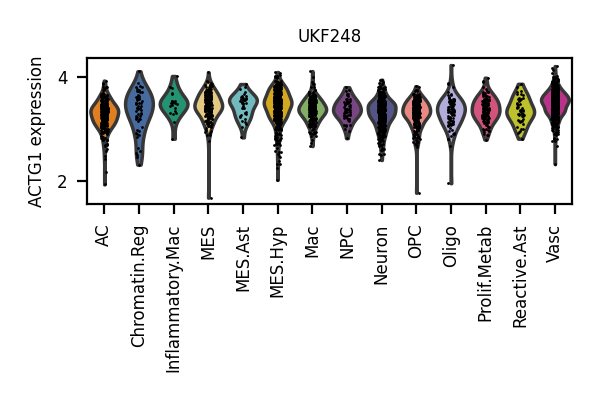 UKF248
ACTG1 expression
4
2
AC
Chromatin.Reg
Inflammatory.Mac
MES
MES.Ast
MES.Hyp
Mac
NPC
Neuron
OPC
Oligo
Prolif.Metab
Reactive.Ast
Vasc